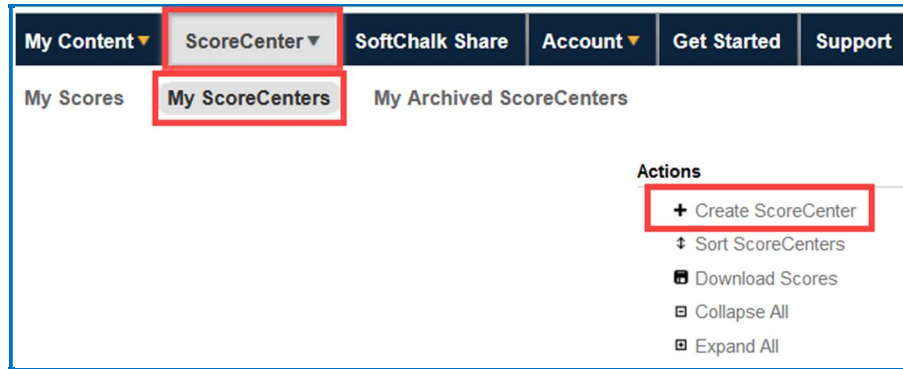 My Content ScoreCenter SoftChalk Share Account Get Started Support
My Scores My ScoreCenters My Archived ScoreCenters
Actions
Create ScoreCenter
Sort ScoreCenters
Download Scores
Collapse All
Expand All